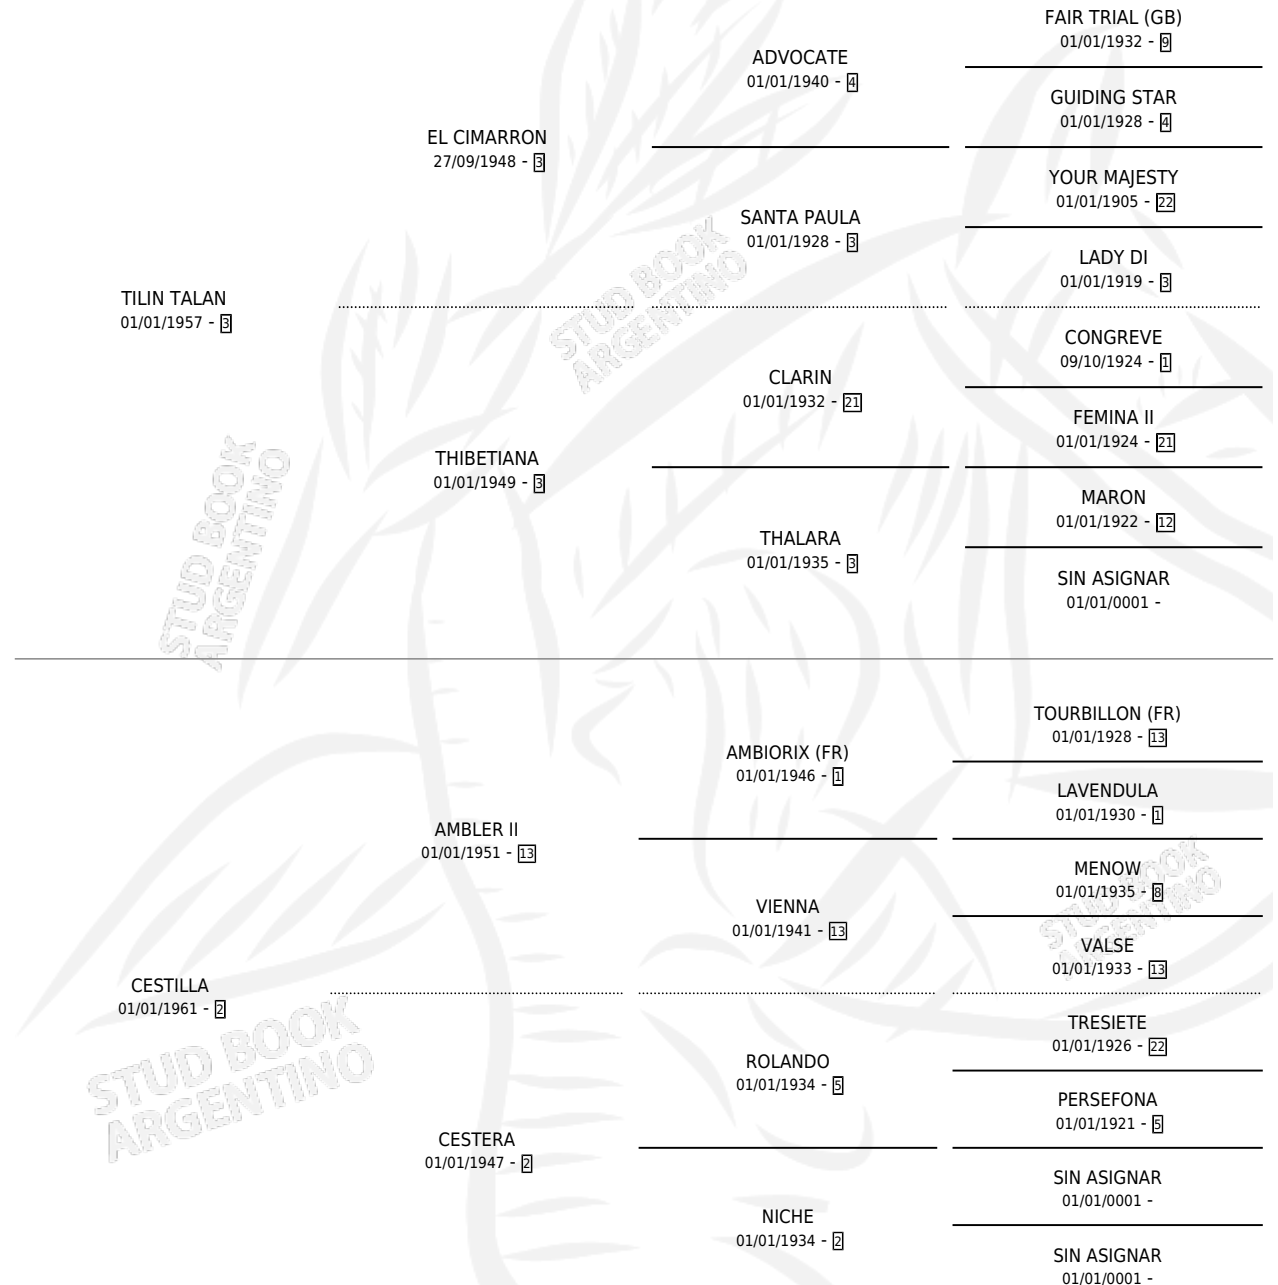 FAIR TRIAL (GB)
01/01/1932 - 9
ADVOCATE
01/01/1940 - 4
GUIDING STAR
01/01/1928 - 4
EL CIMARRON
27/09/1948 - 3
YOUR MAJESTY
01/01/1905 - 22
SANTA PAULA
01/01/1928 - 3
LADY DI
01/01/1919 - 3
TILIN TALAN
01/01/1957 - 3
CONGREVE
09/10/1924 - 1
CLARIN
01/01/1932 - 21
FEMINA II
01/01/1924 - 21
THIBETIANA
01/01/1949 - 3
MARON
01/01/1922 - 12
THALARA
01/01/1935 - 3
SIN ASIGNAR
01/01/0001 -
TOURBILLON (FR)
01/01/1928 - 13
AMBIORIX (FR)
01/01/1946 - 1
LAVENDULA
01/01/1930 - 1
AMBLER II
01/01/1951 - 13
MENOW
01/01/1935 - 8
VIENNA
01/01/1941 - 13
VALSE
01/01/1933 - 13
CESTILLA
01/01/1961 - 2
TRESIETE
01/01/1926 - 22
ROLANDO
01/01/1934 - 5
PERSEFONA
01/01/1921 - 5
CESTERA
01/01/1947 - 2
SIN ASIGNAR
01/01/0001 -
NICHE
01/01/1934 - 2
SIN ASIGNAR
01/01/0001 -
STUD BOOK
ARGENTINO
STUD BOOK
ARGENTINO
STUD BOOK
ARGENTINO
STUD BOOK
ARGENTINO